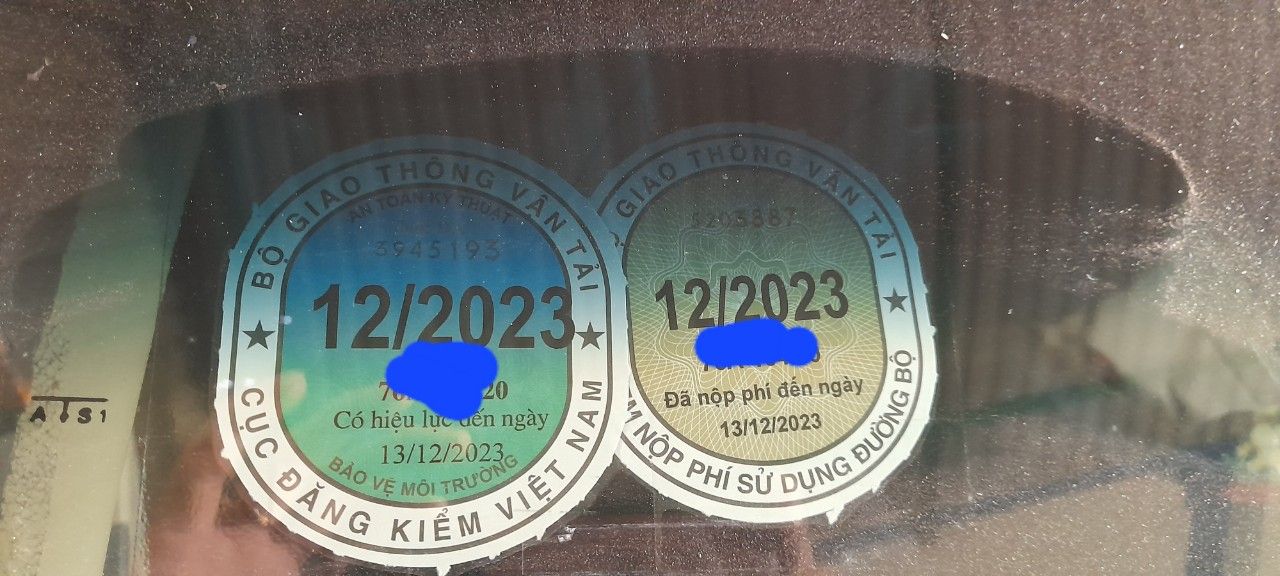 BỘ GIAO THÔNG VẬN TẢI
AN TOÀN KỸ THUẬT
3945193
12/2023
20
Có hiệu lực đến ngày
13/12/2023
BẢO VỆ MÔI TRƯỜNG
CỤC ĐĂNG KIỂM VIỆT NAM
GIAO THÔNG VẬN TẢI
5203887
12/2023
Đã nộp phí đến ngày
13/12/2023
NỘP PHÍ SỬ DỤNG ĐƯỜNG BỘ